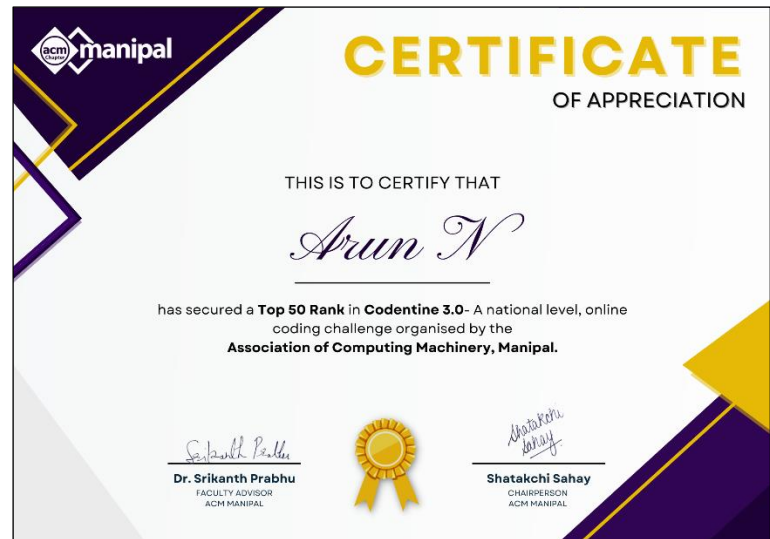 acm
Chapter
manipal
CERTIFICATE
OF APPRECIATION
THIS IS TO CERTIFY THAT
Arun N
has secured a Top 50 Rank in Codentine 3.0- A national level, online
coding challenge organised by the
Association of Computing Machinery, Manipal.
Srikanth Prabhu
Shatakchi
Sahay
Dr. Srikanth Prabhu
FACULTY ADVISOR
ACM MANIPAL
Shatakchi Sahay
CHAIRPERSON
ACM MANIPAL